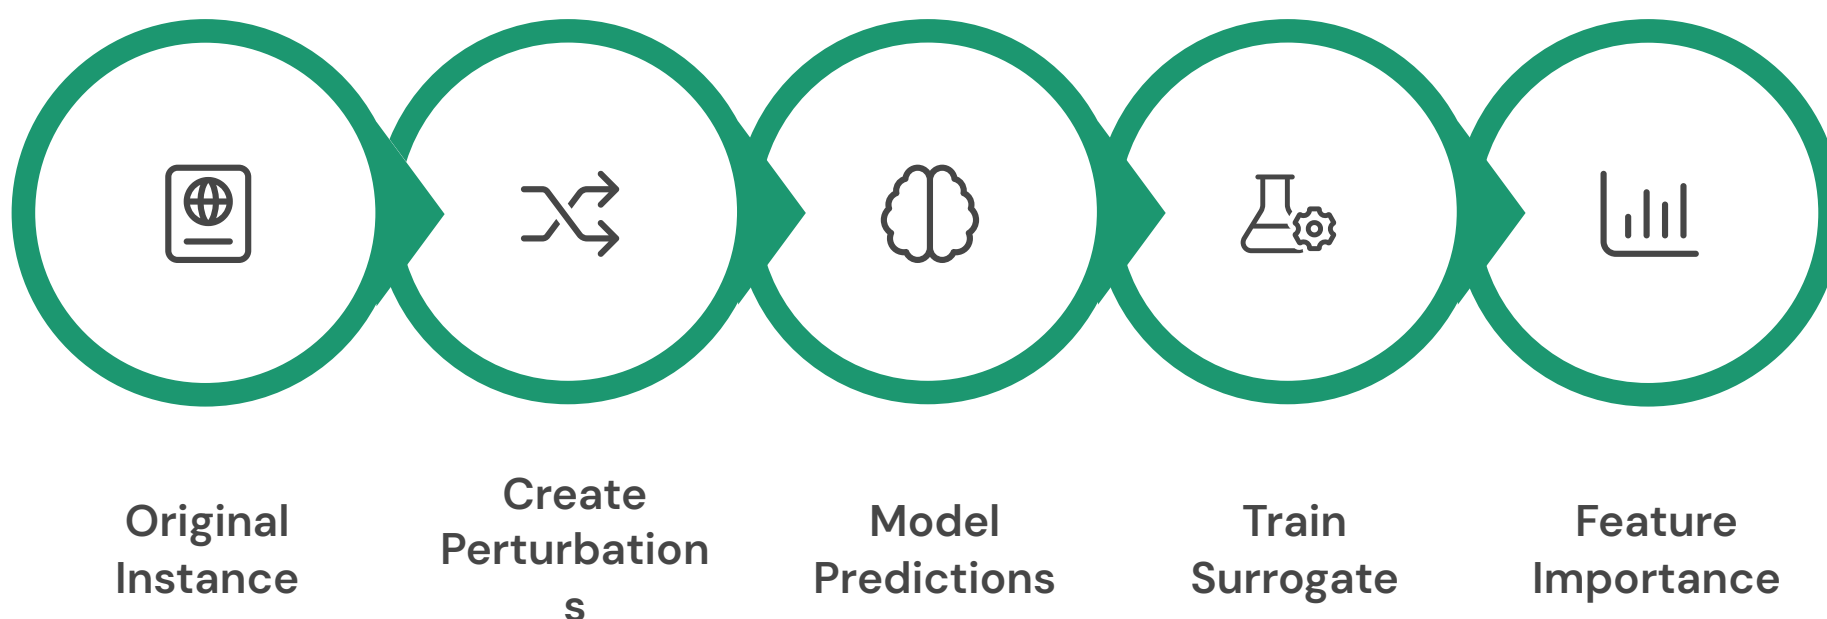 Original
Instance
Create
Perturbation
s
Model
Predictions
Train
Surrogate
Feature
Importance